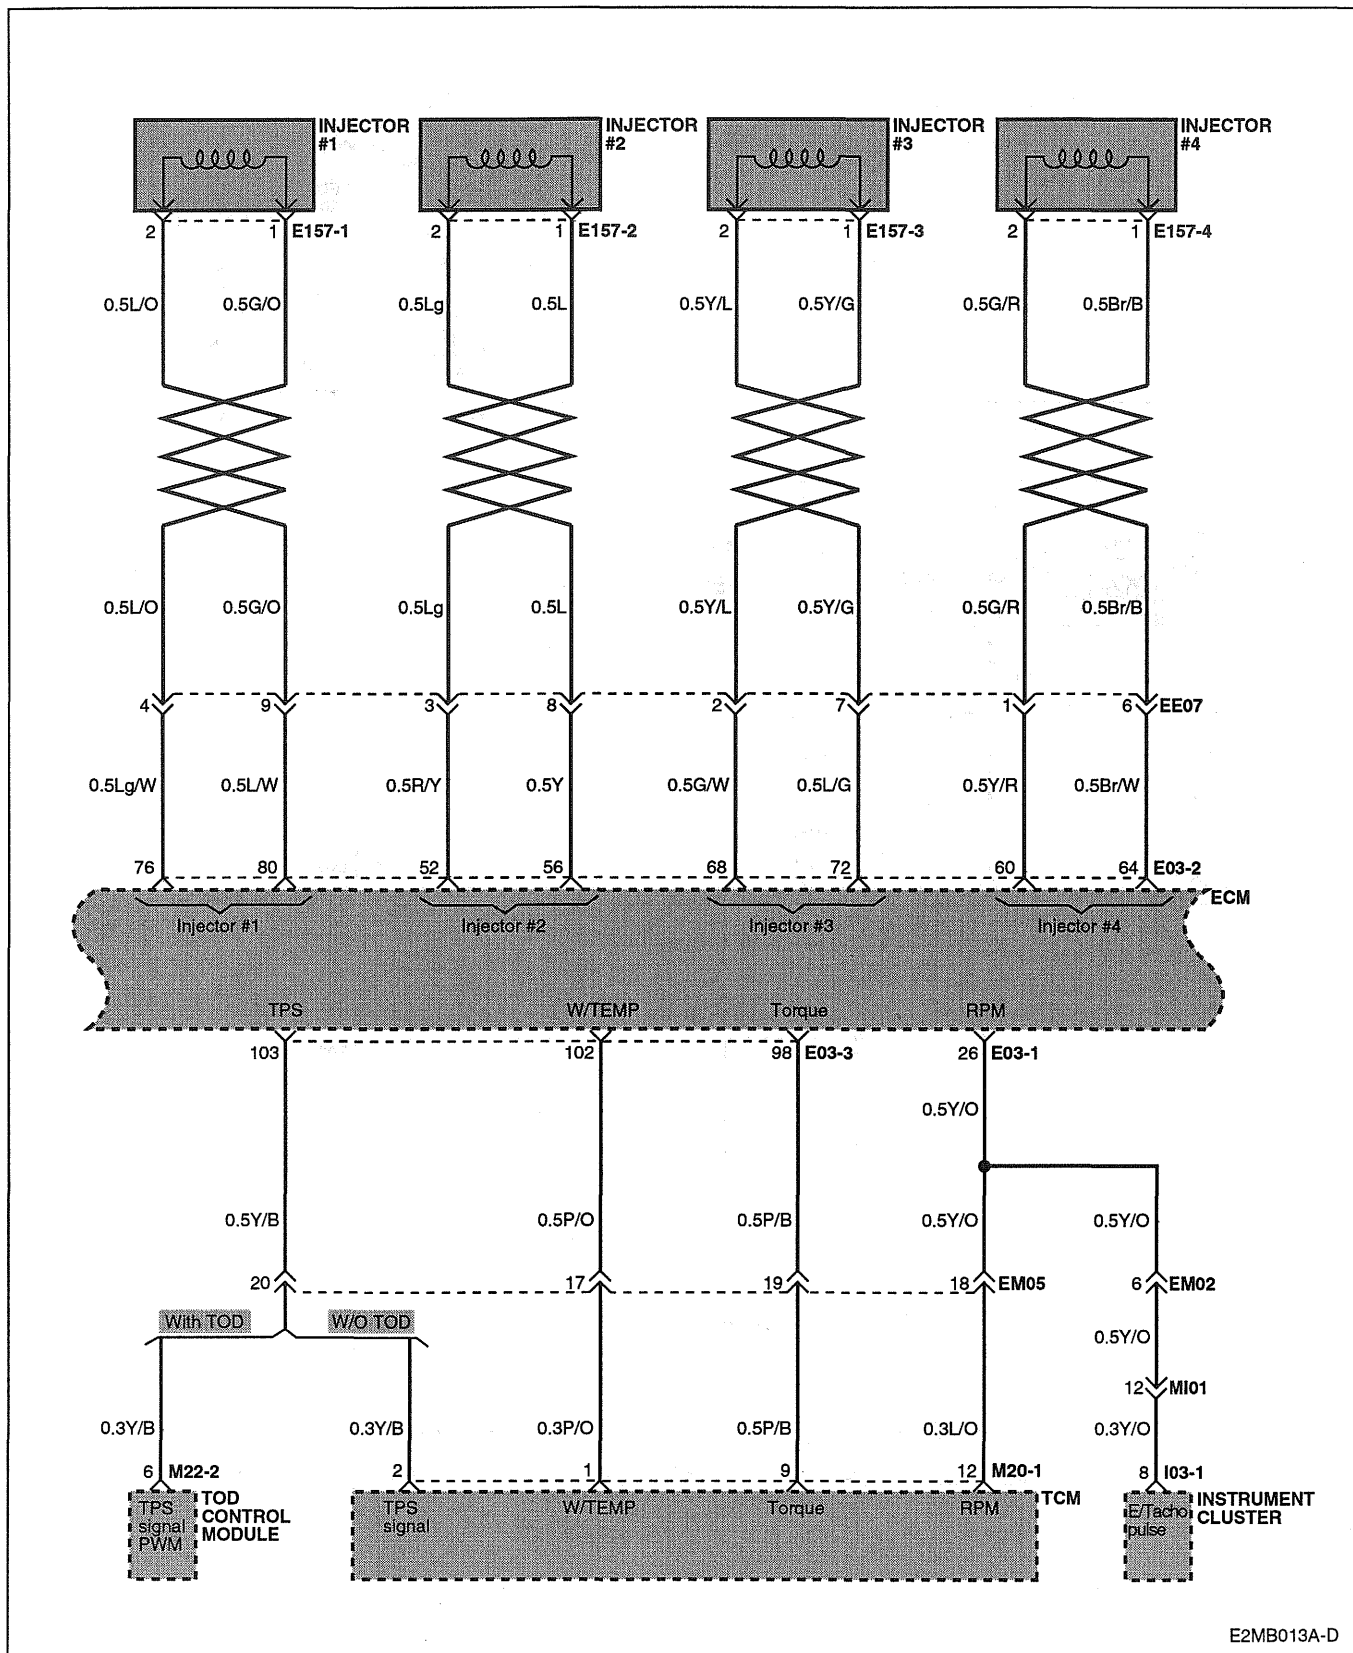 INJECTOR #1
INJECTOR #2
INJECTOR #3
INJECTOR #4
2 1 E157-1 2 1 E157-2 2 1 E157-3 2 1 E157-4
0.5L/O 0.5G/O 0.5Lg 0.5L 0.5Y/L 0.5Y/G 0.5G/R 0.5Br/B
0.5L/O 0.5G/O 0.5Lg 0.5L 0.5Y/L 0.5Y/G 0.5G/R 0.5Br/B
4 9 3 8 2 7 1 6 EE07
0.5Lg/W 0.5L/W 0.5R/Y 0.5Y 0.5G/W 0.5L/G 0.5Y/R 0.5Br/W
76 80 52 56 68 72 60 64 E03-2
ECM
Injector #1 Injector #2 Injector #3 Injector #4
TPS W/TEMP Torque RPM
103 102 98 E03-3 26 E03-1
0.5Y/O
0.5Y/B 0.5P/O 0.5P/B 0.5Y/O 0.5Y/O
20 17 19 18 EM05 6 EM02
With TOD W/O TOD
0.5Y/O
12 MI01
0.3Y/B 0.3Y/B 0.3P/O 0.5P/B 0.3L/O 0.3Y/O
6 M22-2 2 1 9 12 M20-1 8 I03-1
TPS signal PWM
TOD CONTROL MODULE
TPS signal
W/TEMP Torque RPM
TCM
E/Tacho pulse
INSTRUMENT CLUSTER
E2MB013A-D